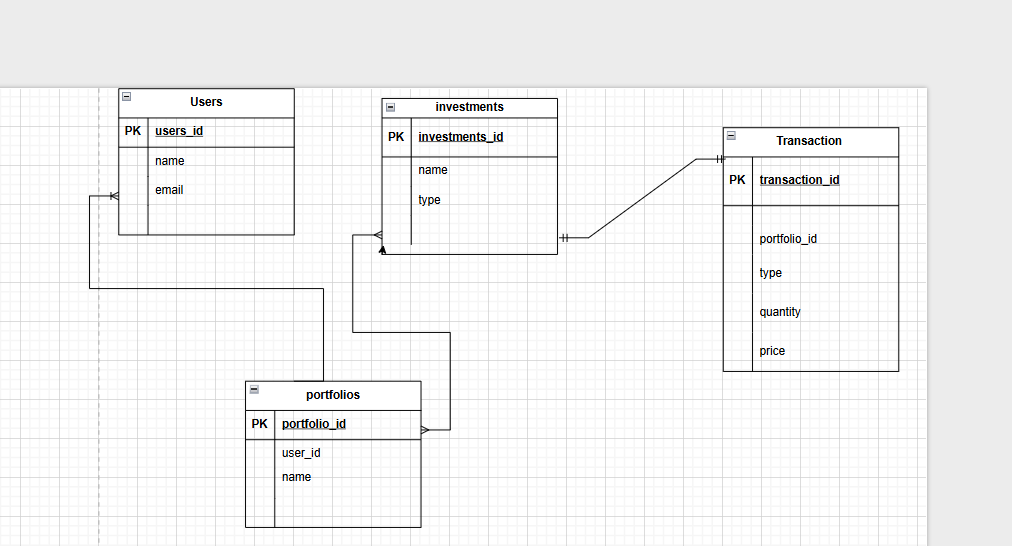 Users
PK users_id
name
email
investments
PK investments_id
name
type
Transaction
PK transaction_id
portfolio_id
type
quantity
price
portfolios
PK portfolio_id
user_id
name